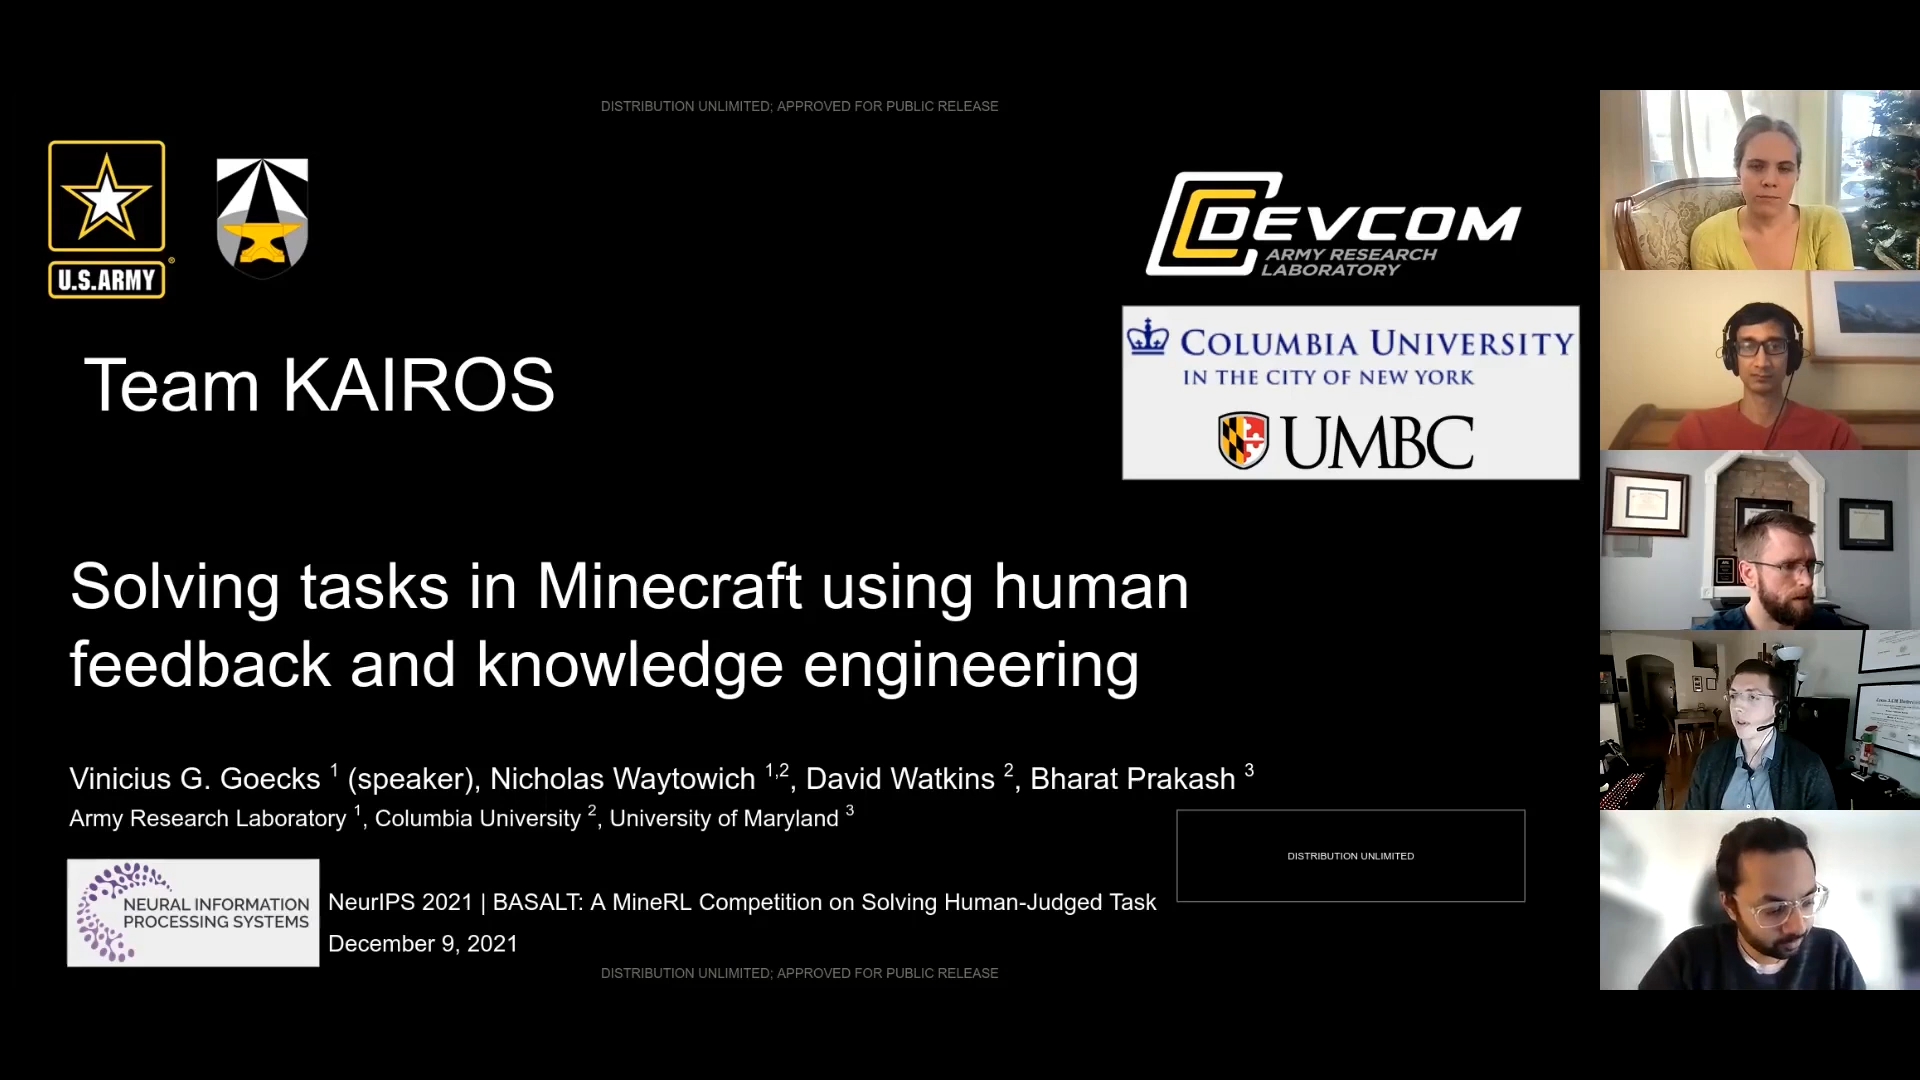 DISTRIBUTION UNLIMITED; APPROVED FOR PUBLIC RELEASE
U.S.ARMY
DEVCOM
ARMY RESEARCH
LABORATORY
COLUMBIA UNIVERSITY
IN THE CITY OF NEW YORK
UMBC
Team KAIROS
Solving tasks in Minecraft using human
feedback and knowledge engineering
Vinicius G. Goecks 1 (speaker), Nicholas Waytowich 1,2, David Watkins 2, Bharat Prakash 3
Army Research Laboratory 1, Columbia University 2, University of Maryland 3
DISTRIBUTION UNLIMITED
NEURAL INFORMATION
PROCESSING SYSTEMS
NeurIPS 2021 | BASALT: A MineRL Competition on Solving Human-Judged Task
December 9, 2021
DISTRIBUTION UNLIMITED; APPROVED FOR PUBLIC RELEASE